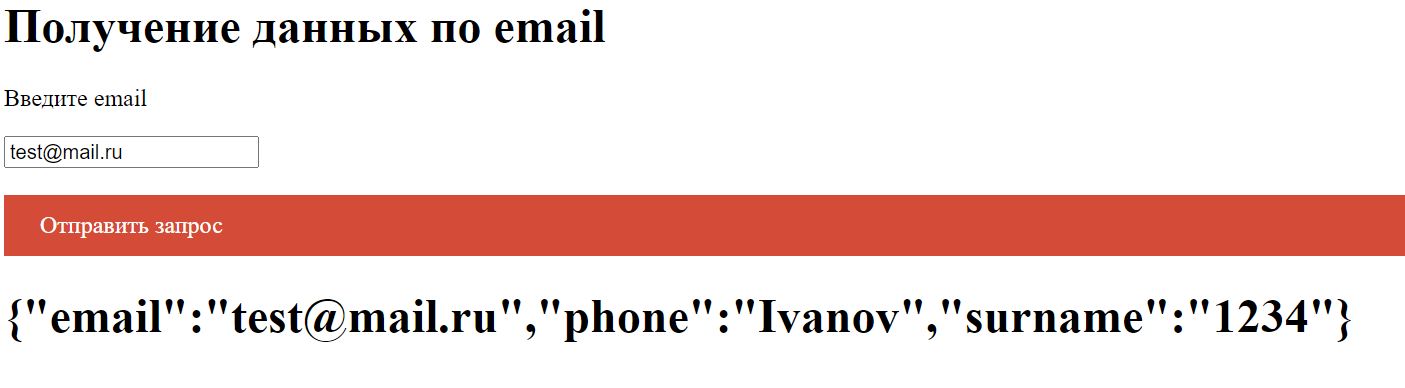 Получение данных по email
Введите email
test@mail.ru
Отправить запрос
{"email":"test@mail.ru","phone":"Ivanov","surname":"1234"}